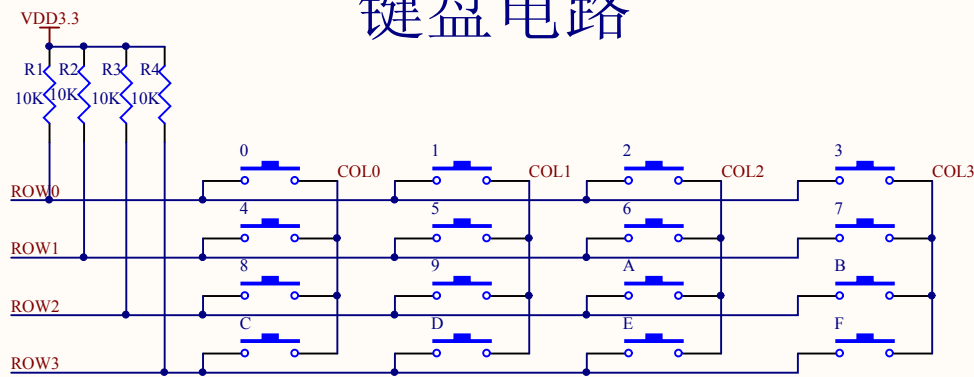 键盘电路
VDD3.3
R1 R2 R3 R4
10K 10K 10K 10K
0 1 2 3
COL0 COL1 COL2 COL3
ROW0
4 5 6 7
ROW1
8 9 A B
ROW2
C D E F
ROW3